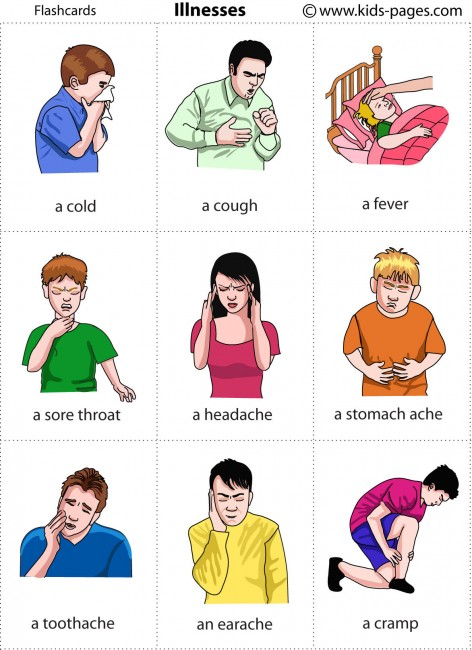 Flashcards Illnesses © www.kids-pages.com
a cold a cough a fever
a sore throat a headache a stomach ache
a toothache an earache a cramp